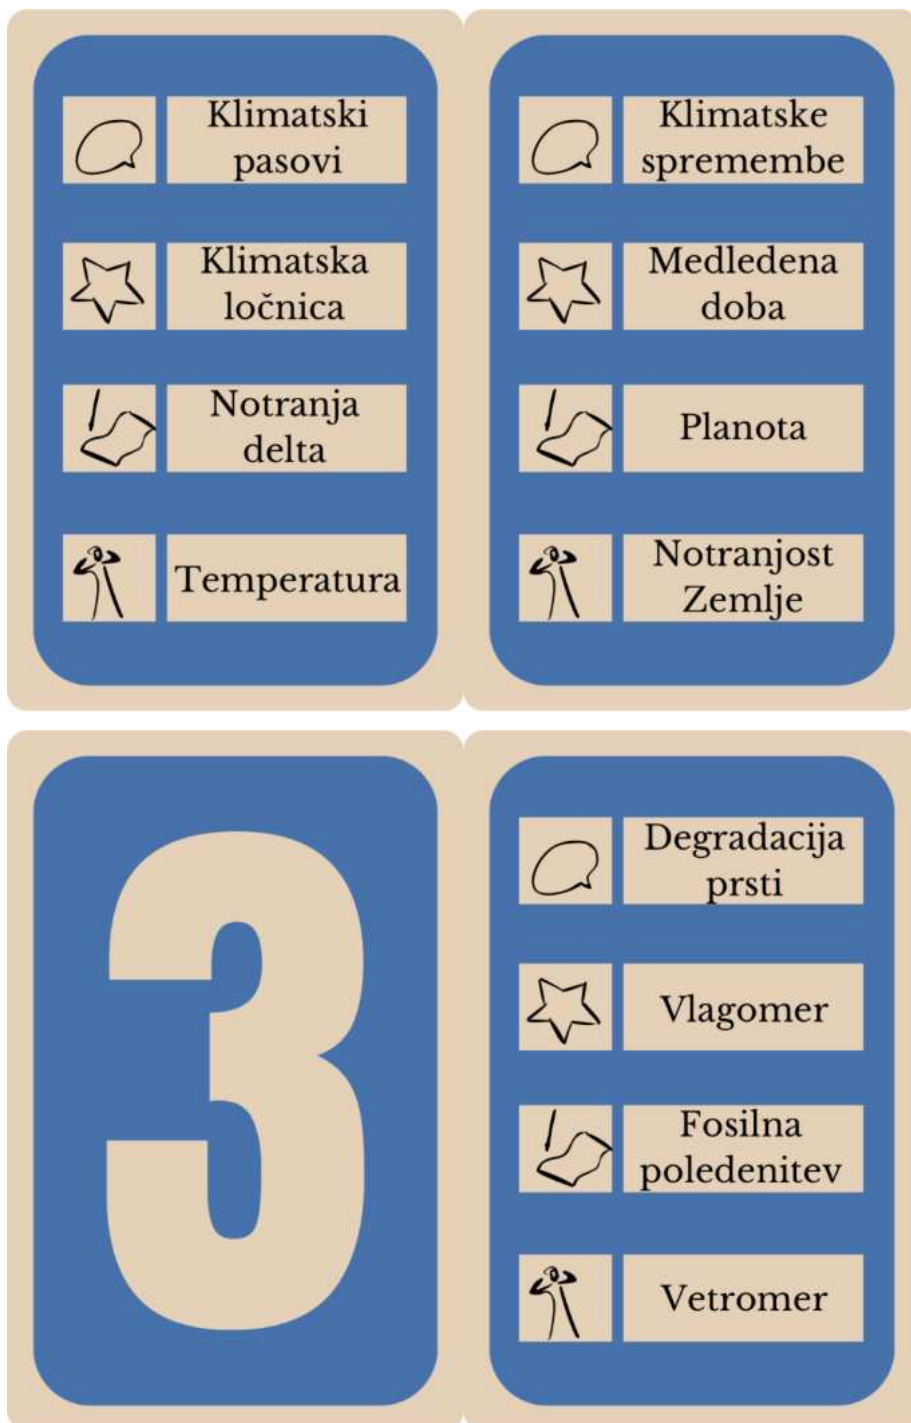 Klimatski
pasovi
Klimatska
ločnica
Notranja
delta
Temperatura
Klimatske
spremembe
Medledena
doba
Planota
Notranjost
Zemlje
3
Degradacija
prsti
Vlagomer
Fosilna
poledenitev
Vetromer